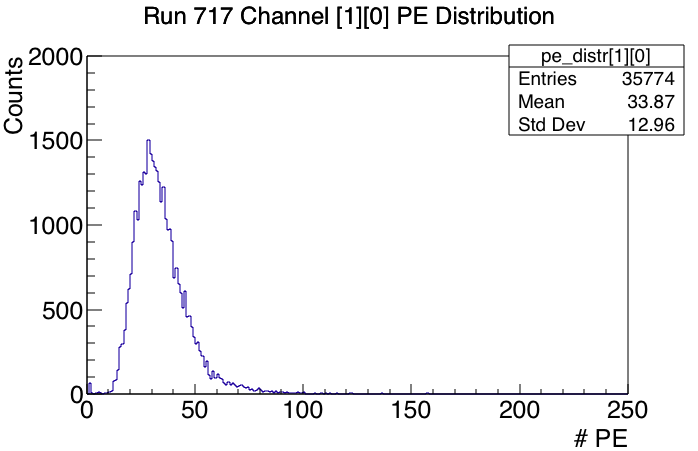 Run 717 Channel [1][0] PE Distribution
pe_distr[1][0]
Entries 35774
Mean 33.87
Std Dev 12.96
Counts
2000
1500
1000
500
0
0 50 100 150 200 250
# PE